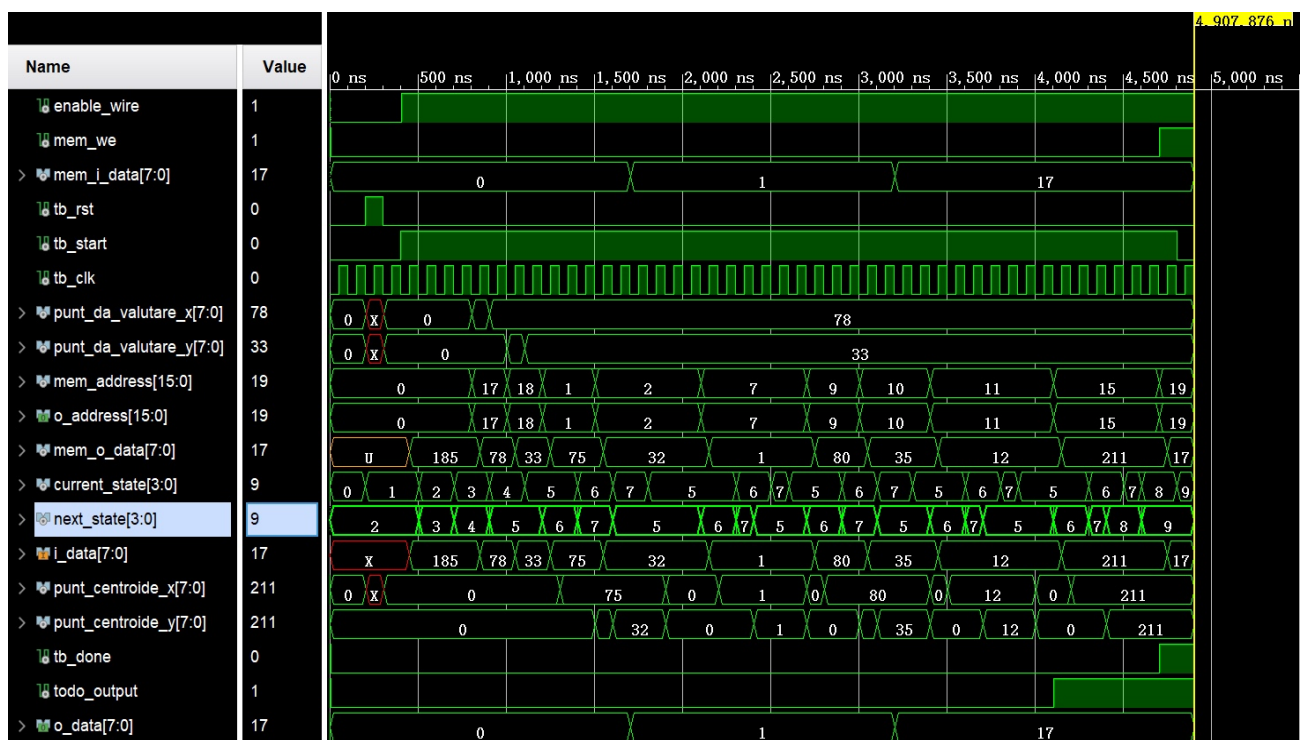 4,907.876 n
Name Value
0 ns 500 ns 1,000 ns 1,500 ns 2,000 ns 2,500 ns 3,000 ns 3,500 ns 4,000 ns 4,500 ns 5,000 ns
enable_wire 1
mem_we 1
mem_i_data[7:0] 17 0 1 17
tb_rst 0
tb_start 0
tb_clk 0
punt_da_valutare_x[7:0] 78 0 X 0 78
punt_da_valutare_y[7:0] 33 0 X 0 33
mem_address[15:0] 19 0 17 18 1 2 7 9 10 11 15 19
o_address[15:0] 19 0 17 18 1 2 7 9 10 11 15 19
mem_o_data[7:0] 17 U 185 78 33 75 32 1 80 35 12 211 17
current_state[3:0] 9 0 1 2 3 4 5 6 7 5 6 7 5 6 7 5 6 7 5 6 7 8 9
next_state[3:0] 9 2 3 4 5 6 7 5 6 7 5 6 7 5 6 7 5 6 7 8 9
i_data[7:0] 17 X 185 78 33 75 32 1 80 35 12 211 17
punt_centroide_x[7:0] 211 0 X 0 75 0 1 0 80 0 12 0 211
punt_centroide_y[7:0] 211 0 32 0 1 0 35 0 12 0 211
tb_done 0
todo_output 1
o_data[7:0] 17 0 1 17